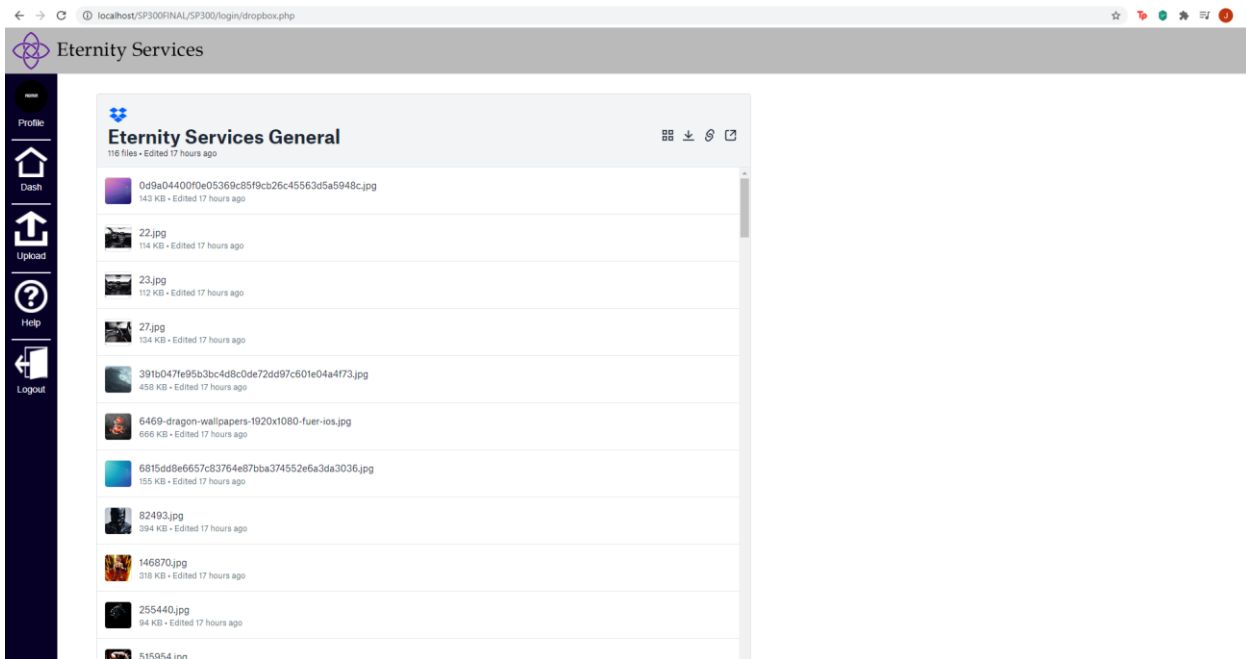 localhost/SP300FINAL/SP300/login/dropbox.php
Eternity Services
Profile
Dash
Upload
Help
Logout
Eternity Services General
116 files • Edited 17 hours ago
0d9a04400f0e05369c85f9cb26c45563d5a5948c.jpg
143 KB • Edited 17 hours ago
22.jpg
114 KB • Edited 17 hours ago
23.jpg
112 KB • Edited 17 hours ago
27.jpg
134 KB • Edited 17 hours ago
391b047fe95b3bc4d8c0de72dd97c601e04a4f73.jpg
458 KB • Edited 17 hours ago
6469-dragon-wallpapers-1920x1080-fuer-ios.jpg
666 KB • Edited 17 hours ago
6815dd8e6657c83764e87bba374552e6a3da3036.jpg
155 KB • Edited 17 hours ago
82493.jpg
394 KB • Edited 17 hours ago
146870.jpg
318 KB • Edited 17 hours ago
255440.jpg
94 KB • Edited 17 hours ago
515954.jpg